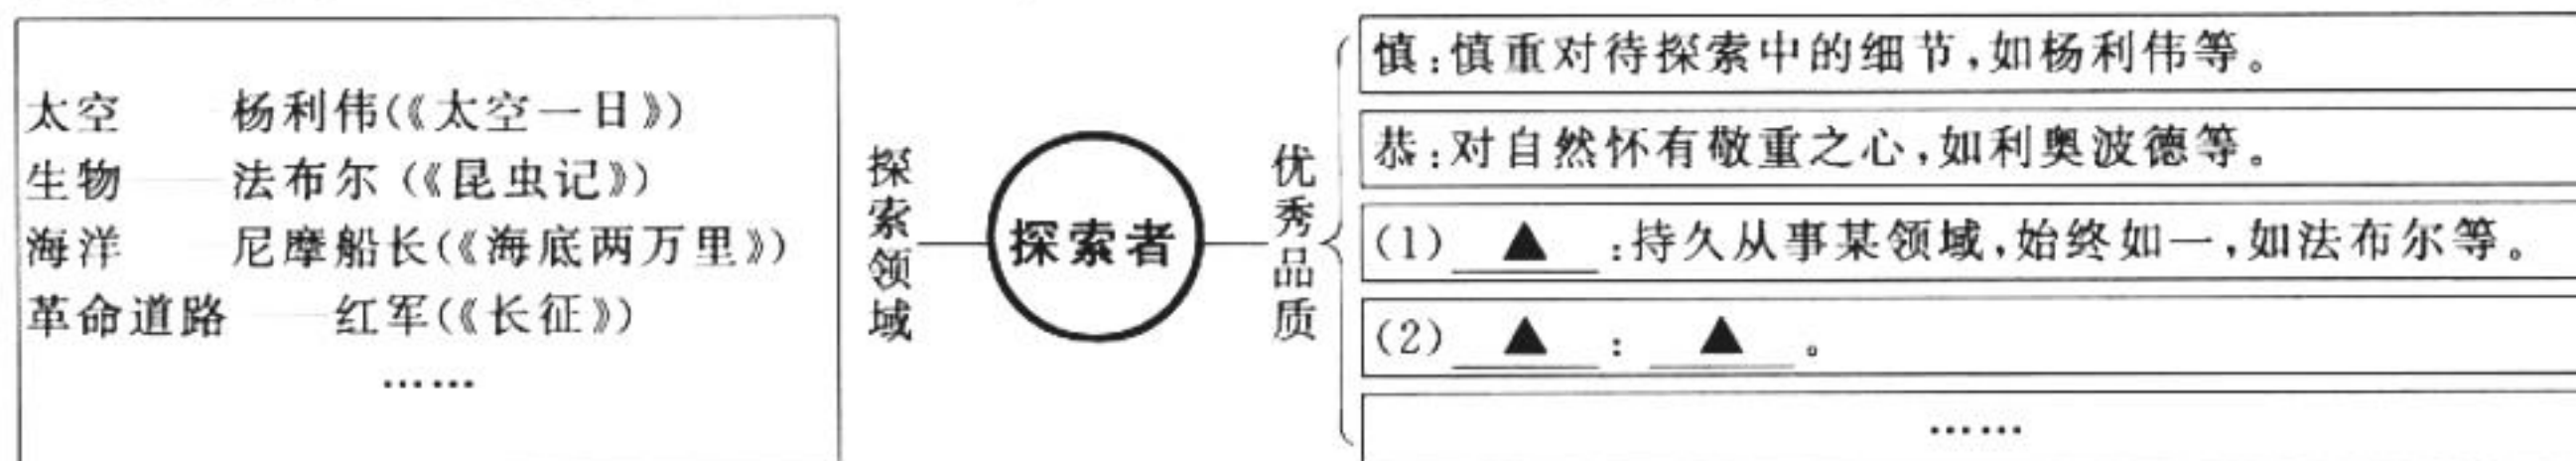 太空 杨利伟(《太空一日》)
生物——法布尔(《昆虫记》)
海洋 尼摩船长(《海底两万里》)
革命道路——红军(《长征》)
……
探索领域
探索者
优秀品质
慎:慎重对待探索中的细节,如杨利伟等。
恭:对自然怀有敬重之心,如利奥波德等。
(1) ▲ :持久从事某领域,始终如一,如法布尔等。
(2) ▲ : ▲ 。
……